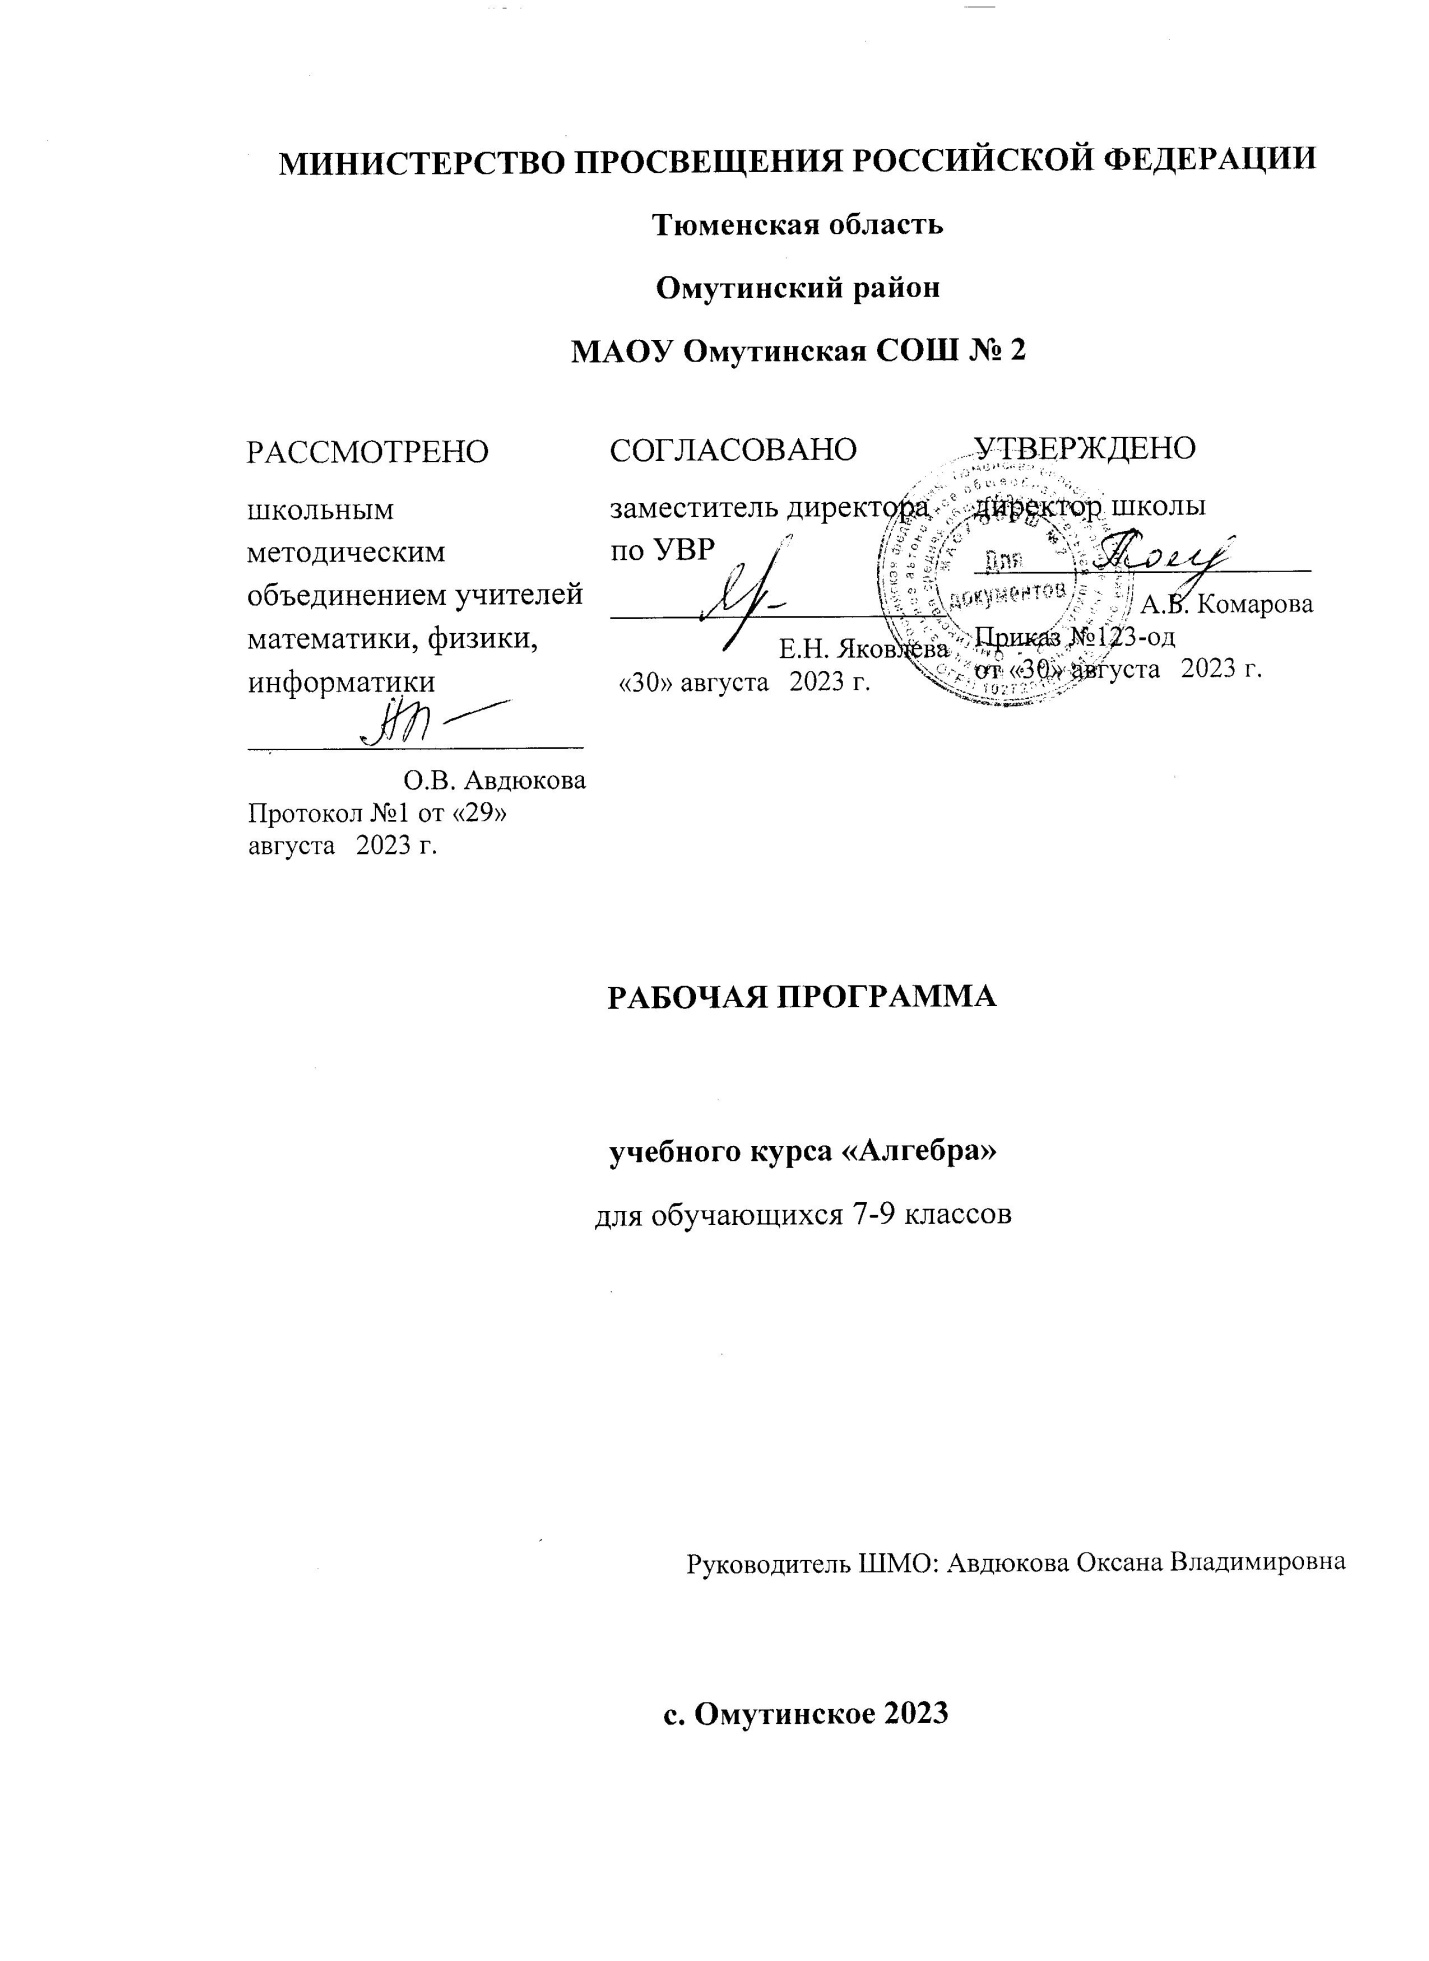 МИНИСТЕРСТВО ПРОСВЕЩЕНИЯ РОССИЙСКОЙ ФЕДЕРАЦИИ
Тюменская область
Омутинский район
МАОУ Омутинская СОШ № 2
РАССМОТРЕНО
школьным
методическим
объединением учителей
математики, физики,
информатики
О.В. Авдюкова
Протокол №1 от «29»
августа 2023 г.
СОГЛАСОВАНО
заместитель директора
по УВР
Е.Н. Яковлева
«30» августа 2023 г.
УТВЕРЖДЕНО
директор школы
А.В. Комарова
Приказ №123-од
от «30» августа 2023 г.
Для
документов
РАБОЧАЯ ПРОГРАММА
учебного курса «Алгебра»
для обучающихся 7-9 классов
Руководитель ШМО: Авдюкова Оксана Владимировна
с. Омутинское 2023